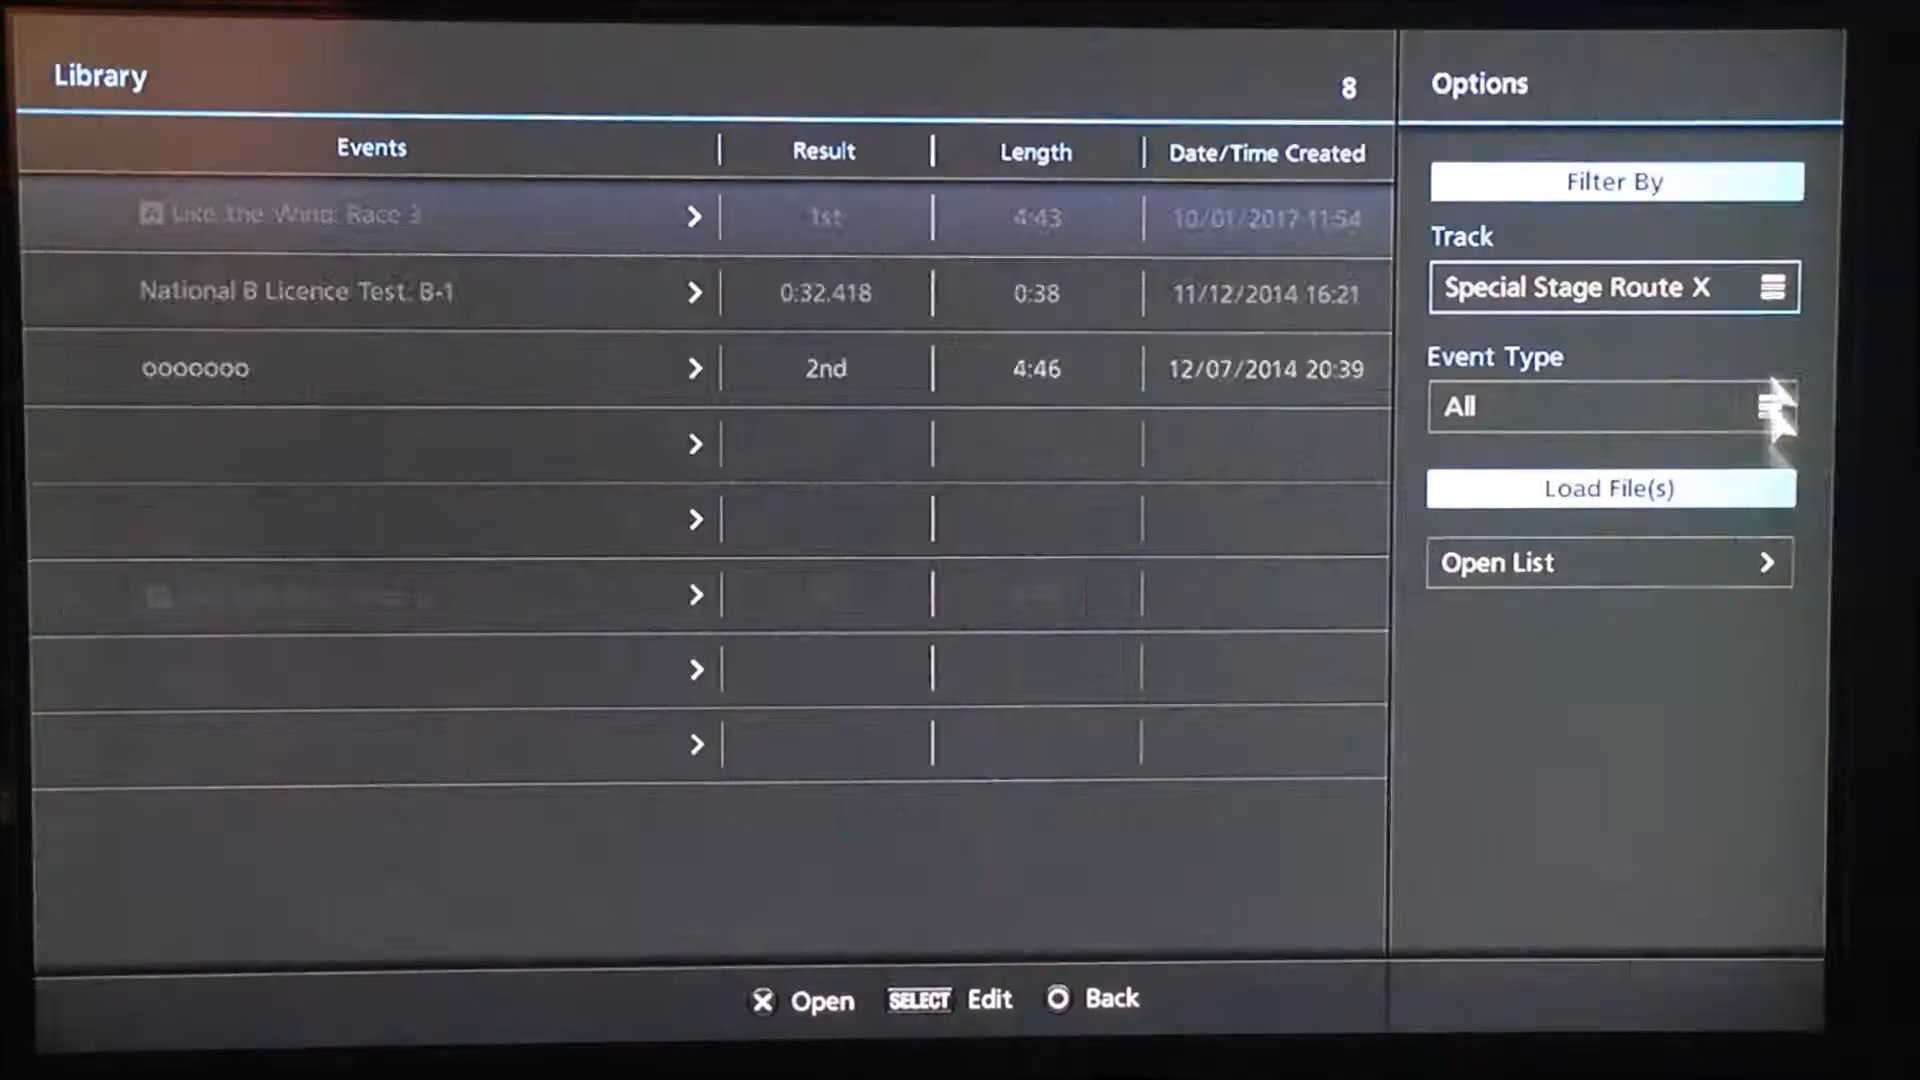 Library
8
Options
Events
Result
Length
Date/Time Created
Like the Wind: Race 3
1st
4:43
10/01/2017 11:54
National B Licence Test: B-1
0:32.418
0:38
11/12/2014 16:21
ooooooo
2nd
4:46
12/07/2014 20:39
Filter By
Track
Special Stage Route X
Event Type
All
Load File(s)
Open List
Open
SELECT Edit
Back